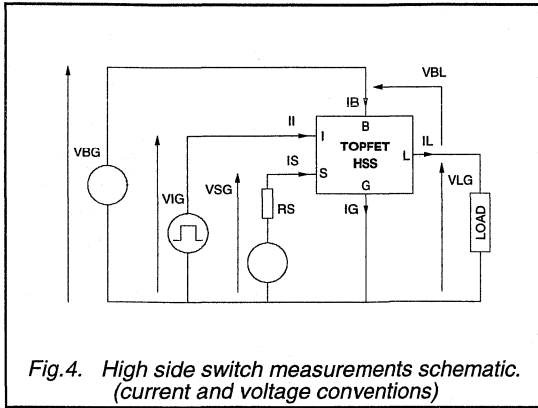 VBL
IB
II
B
IL
VBG
I
TOPFET
L
HSS
IS
S
VSG
G
VLG
VIG
RS
IG
LOAD
Fig.4. High side switch measurements schematic.
(current and voltage conventions)